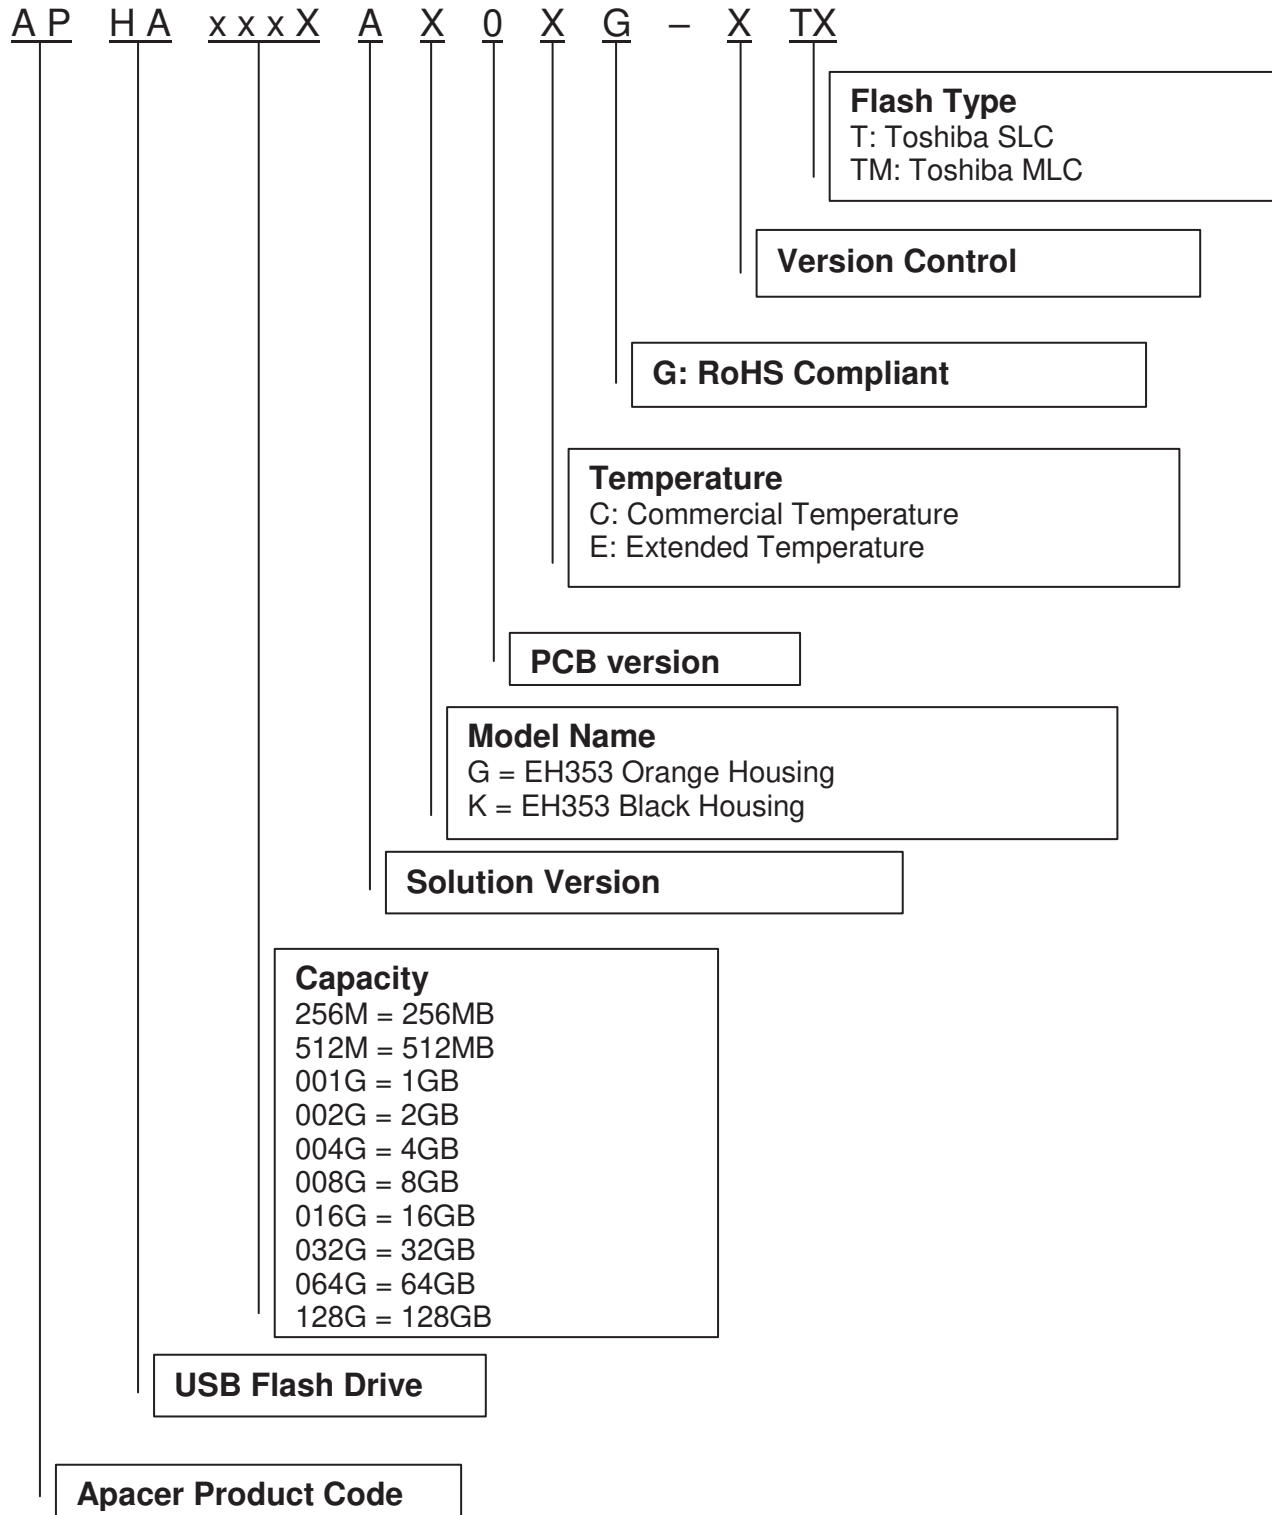 AP HA xxxX A X 0 X G – X TX
Flash Type
T: Toshiba SLC
TM: Toshiba MLC
Version Control
G: RoHS Compliant
Temperature
C: Commercial Temperature
E: Extended Temperature
PCB version
Model Name
G = EH353 Orange Housing
K = EH353 Black Housing
Solution Version
Capacity
256M = 256MB
512M = 512MB
001G = 1GB
002G = 2GB
004G = 4GB
008G = 8GB
016G = 16GB
032G = 32GB
064G = 64GB
128G = 128GB
USB Flash Drive
Apacer Product Code